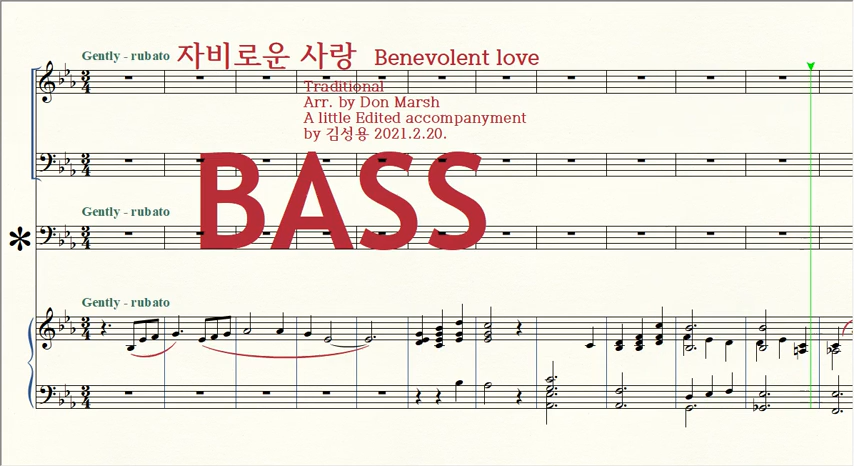 Gently - rubato 자비로운 사랑 Benevolent love
Traditional
Arr. by Don Marsh
A little Edited accompanyment
by 김성용 2021.2.20.
BASS
Gently - rubato
Gently - rubato